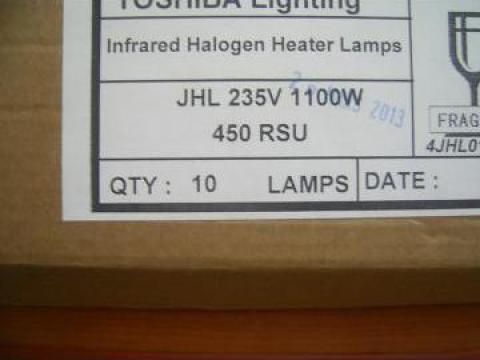 TOSHIBA Lighting
Infrared Halogen Heater Lamps
JHL 235V 1100W
2013
450 RSU
FRAG
4JHL01
QTY : 10 LAMPS
DATE :